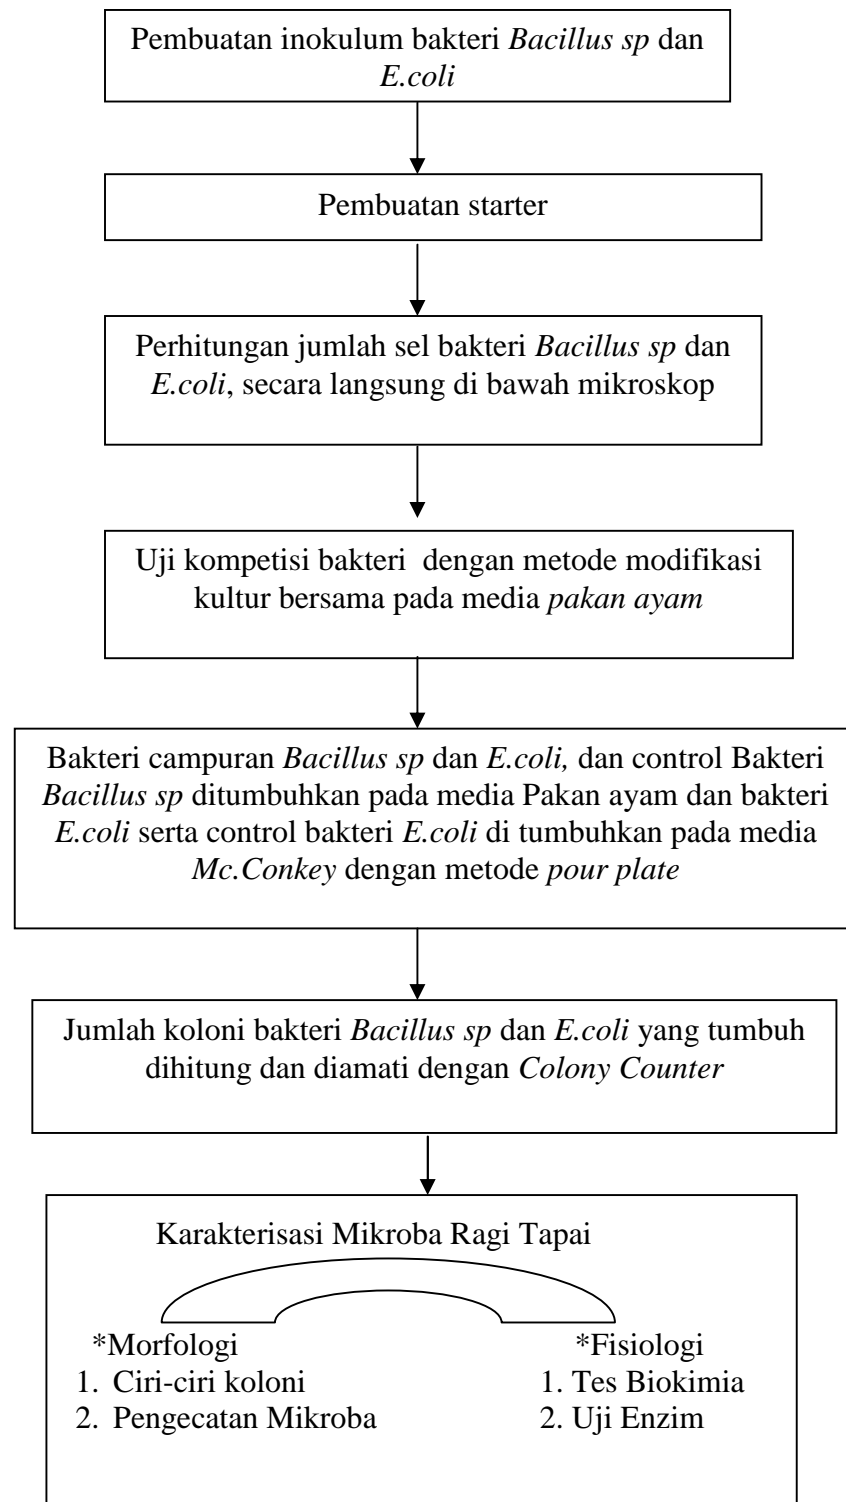 Pembuatan inokulum bakteri Bacillus sp dan
E.coli
Pembuatan starter
Perhitungan jumlah sel bakteri Bacillus sp dan
E.coli, secara langsung di bawah mikroskop
Uji kompetisi bakteri dengan metode modifikasi
kultur bersama pada media pakan ayam
Bakteri campuran Bacillus sp dan E.coli, dan control Bakteri
Bacillus sp ditumbuhkan pada media Pakan ayam dan bakteri
E.coli serta control bakteri E.coli di tumbuhkan pada media
Mc.Conkey dengan metode pour plate
Jumlah koloni bakteri Bacillus sp dan E.coli yang tumbuh
dihitung dan diamati dengan Colony Counter
Karakterisasi Mikroba Ragi Tapai
*Morfologi
1. Ciri-ciri koloni
2. Pengecatan Mikroba
*Fisiologi
1. Tes Biokimia
2. Uji Enzim